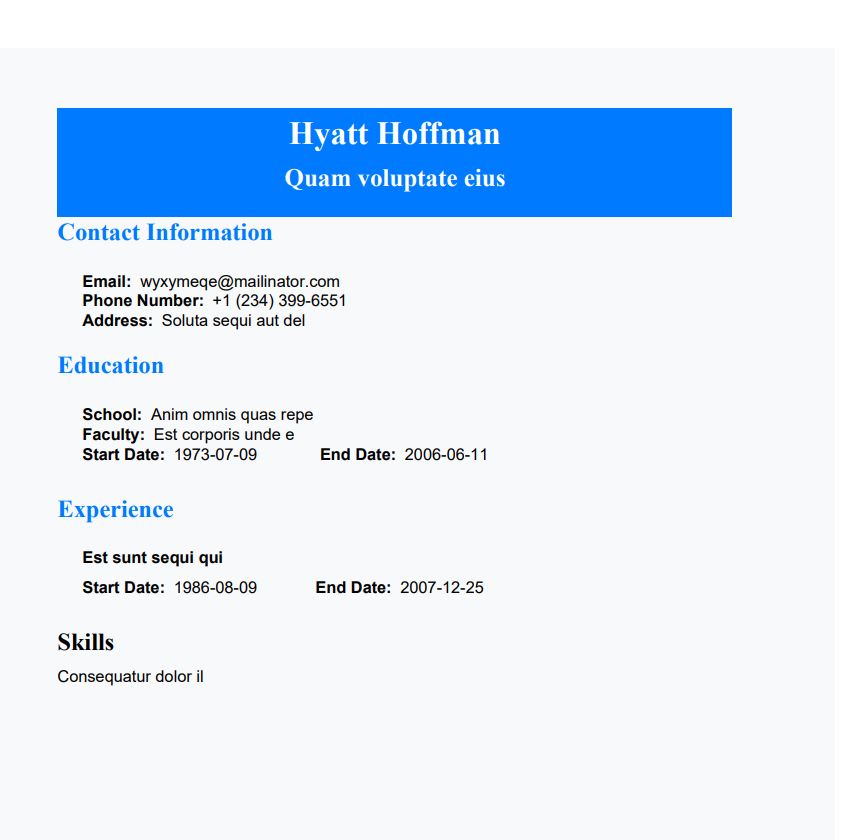 Hyatt Hoffman
Quam voluptate eius
Contact Information
Email: wyxymeqe@mailinator.com
Phone Number: +1 (234) 399-6551
Address: Soluta sequi aut del
Education
School: Anim omnis quas repe
Faculty: Est corporis unde e
Start Date: 1973-07-09 End Date: 2006-06-11
Experience
Est sunt sequi qui
Start Date: 1986-08-09 End Date: 2007-12-25
Skills
Consequatur dolor il